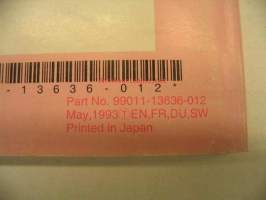 -13636-012*
Part No. 99011-13636-012
May,1993 T EN,FR,DU,SW
Printed in Japan